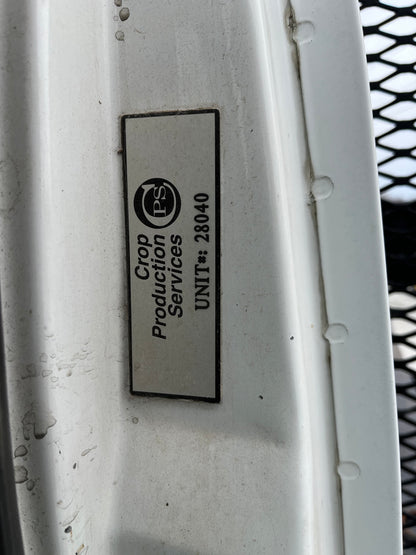 CPS
Crop
Production
Services
UNIT#: 28040